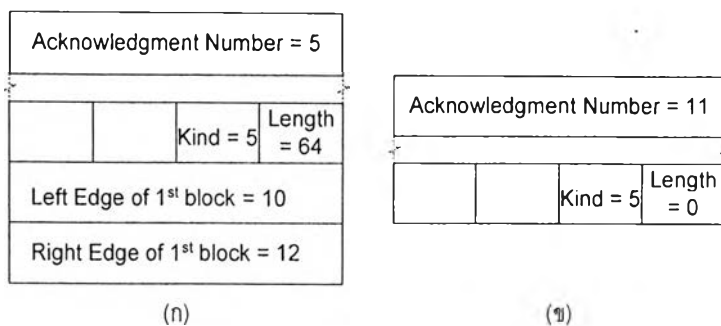 Acknowledgment Number = 5
Kind = 5
Length = 64
Left Edge of 1st block = 10
Right Edge of 1st block = 12
(ก)
Acknowledgment Number = 11
Kind = 5
Length = 0
(ข)